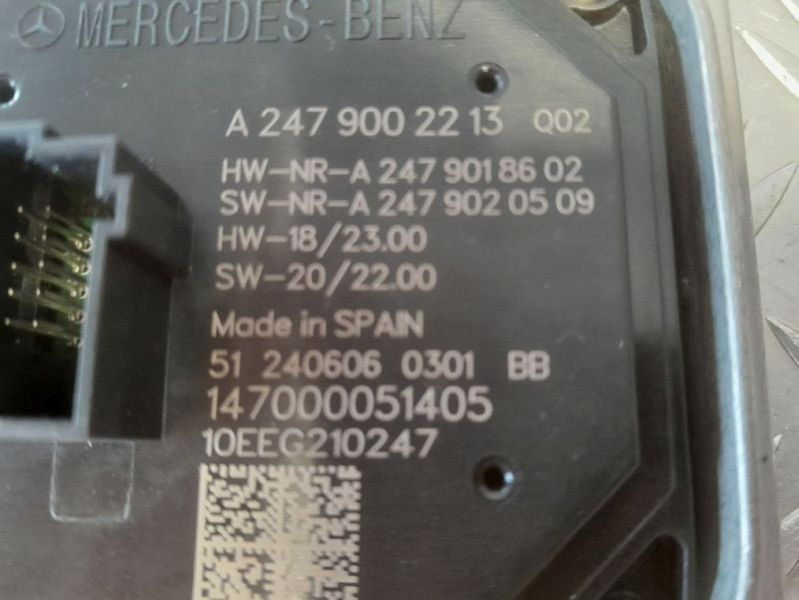 MERCEDES-BENZ
A 247 900 22 13 Q02
HW-NR-A 247 901 86 02
SW-NR-A 247 902 05 09
HW-18/23.00
SW-20/22.00
Made in SPAIN
51 240606 0301 BB
147000051405
10EEG210247